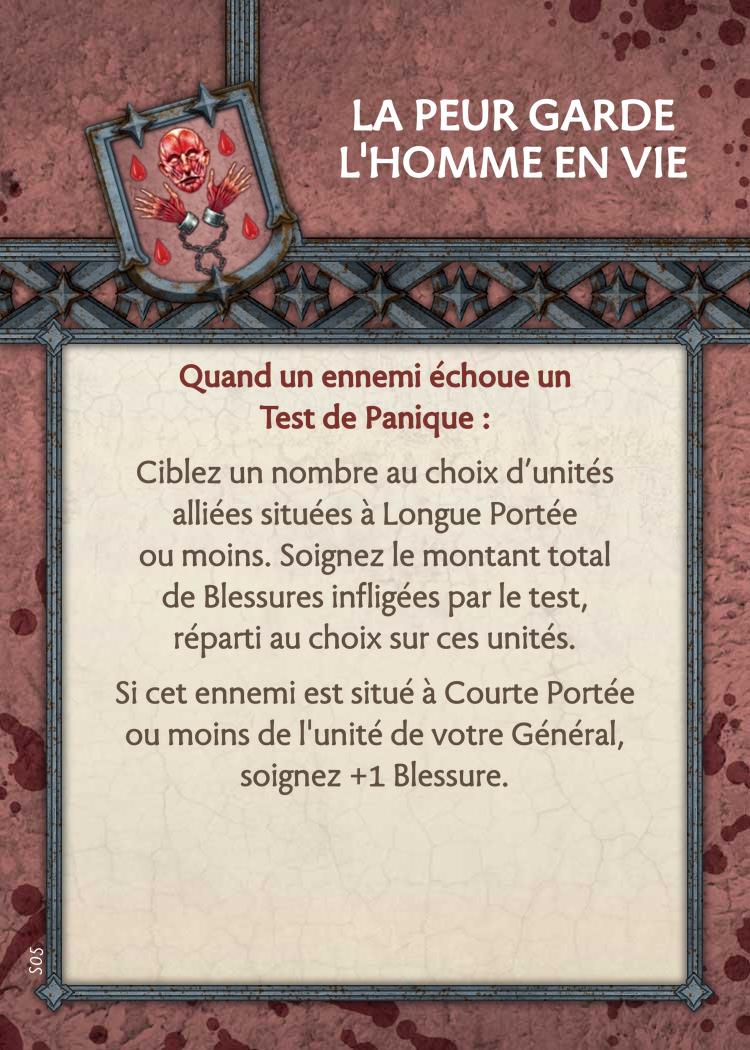 LA PEUR GARDE
L'HOMME EN VIE
Quand un ennemi échoue un
Test de Panique :
Ciblez un nombre au choix d’unités
alliées situées à Longue Portée
ou moins. Soignez le montant total
de Blessures infligées par le test,
réparti au choix sur ces unités.
Si cet ennemi est situé à Courte Portée
ou moins de l'unité de votre Général,
soignez +1 Blessure.
S05